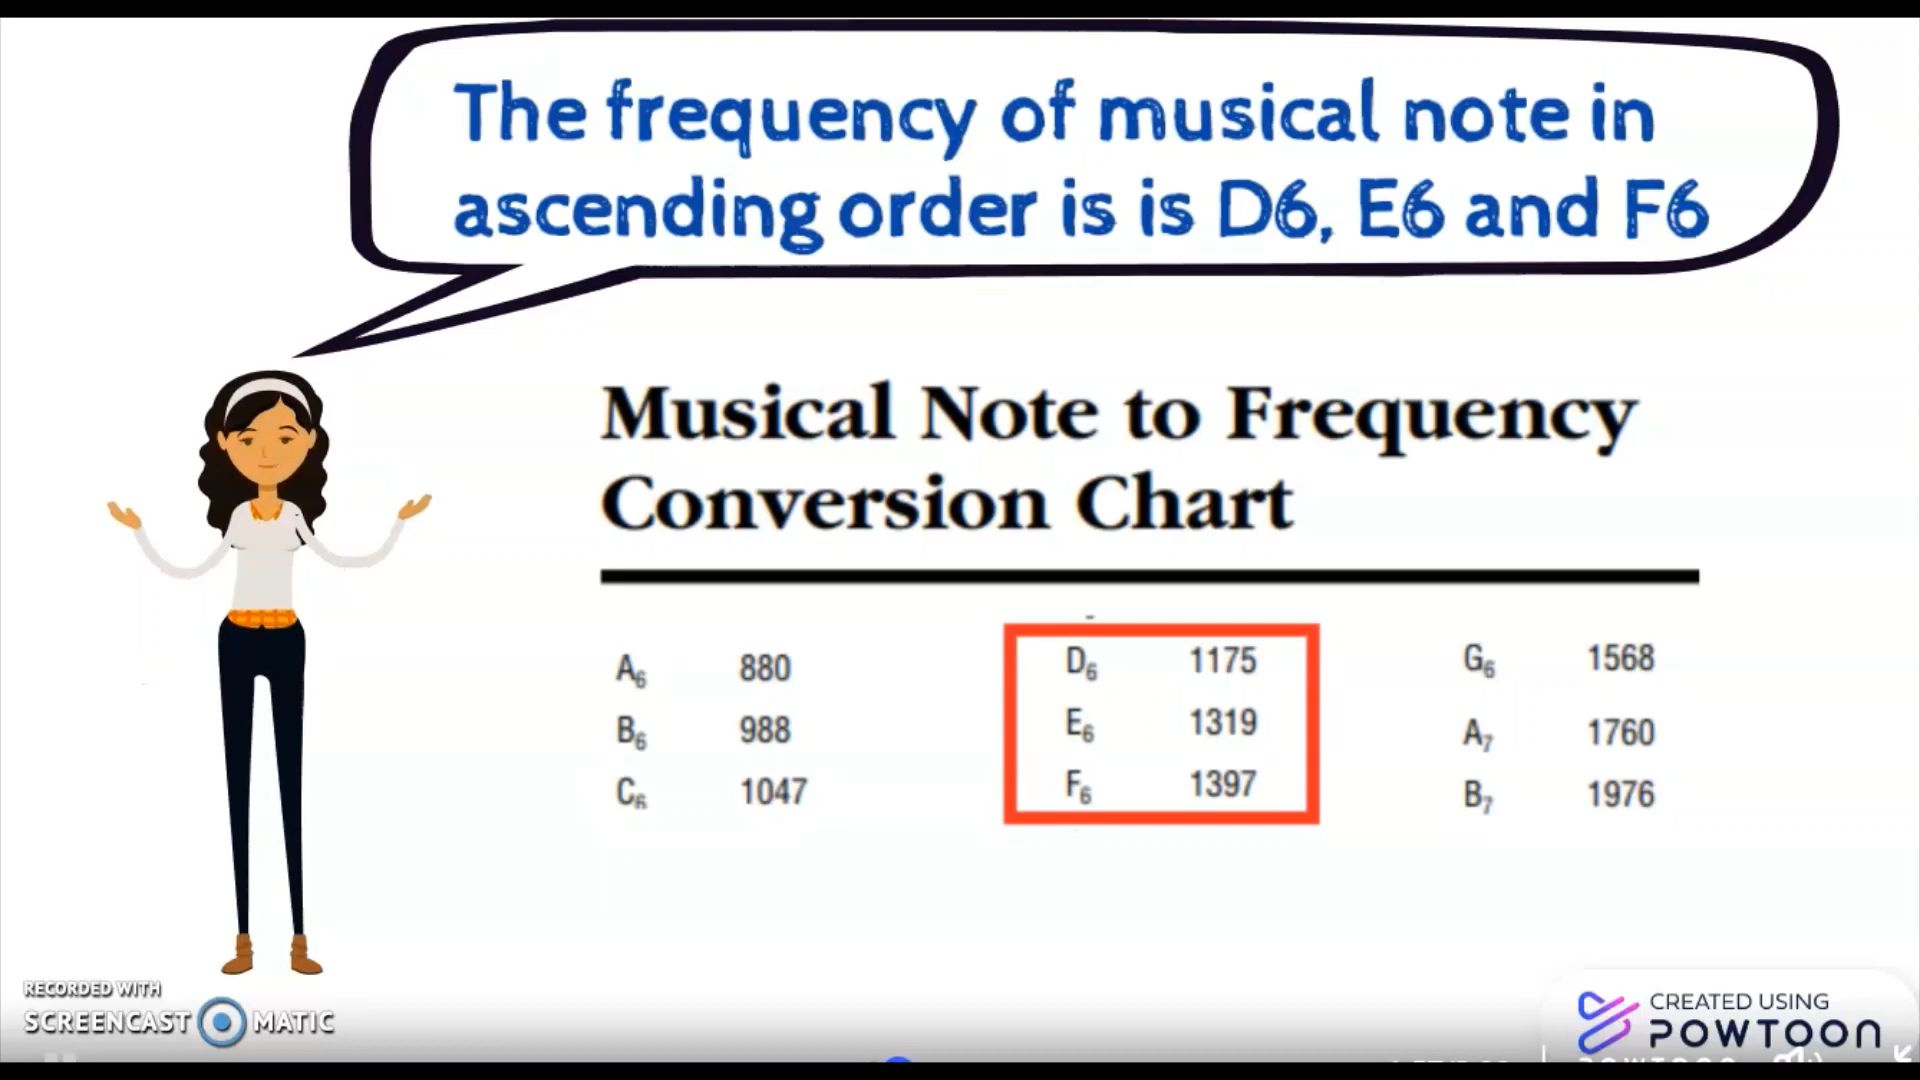 The frequency of musical note in
ascending order is is D6, E6 and F6
Musical Note to Frequency
Conversion Chart
A6 880
B6 988
C6 1047
D6 1175
E6 1319
F6 1397
G6 1568
A7 1760
B7 1976
RECORDED WITH
SCREENCAST MATIC
CREATED USING
POWTOON